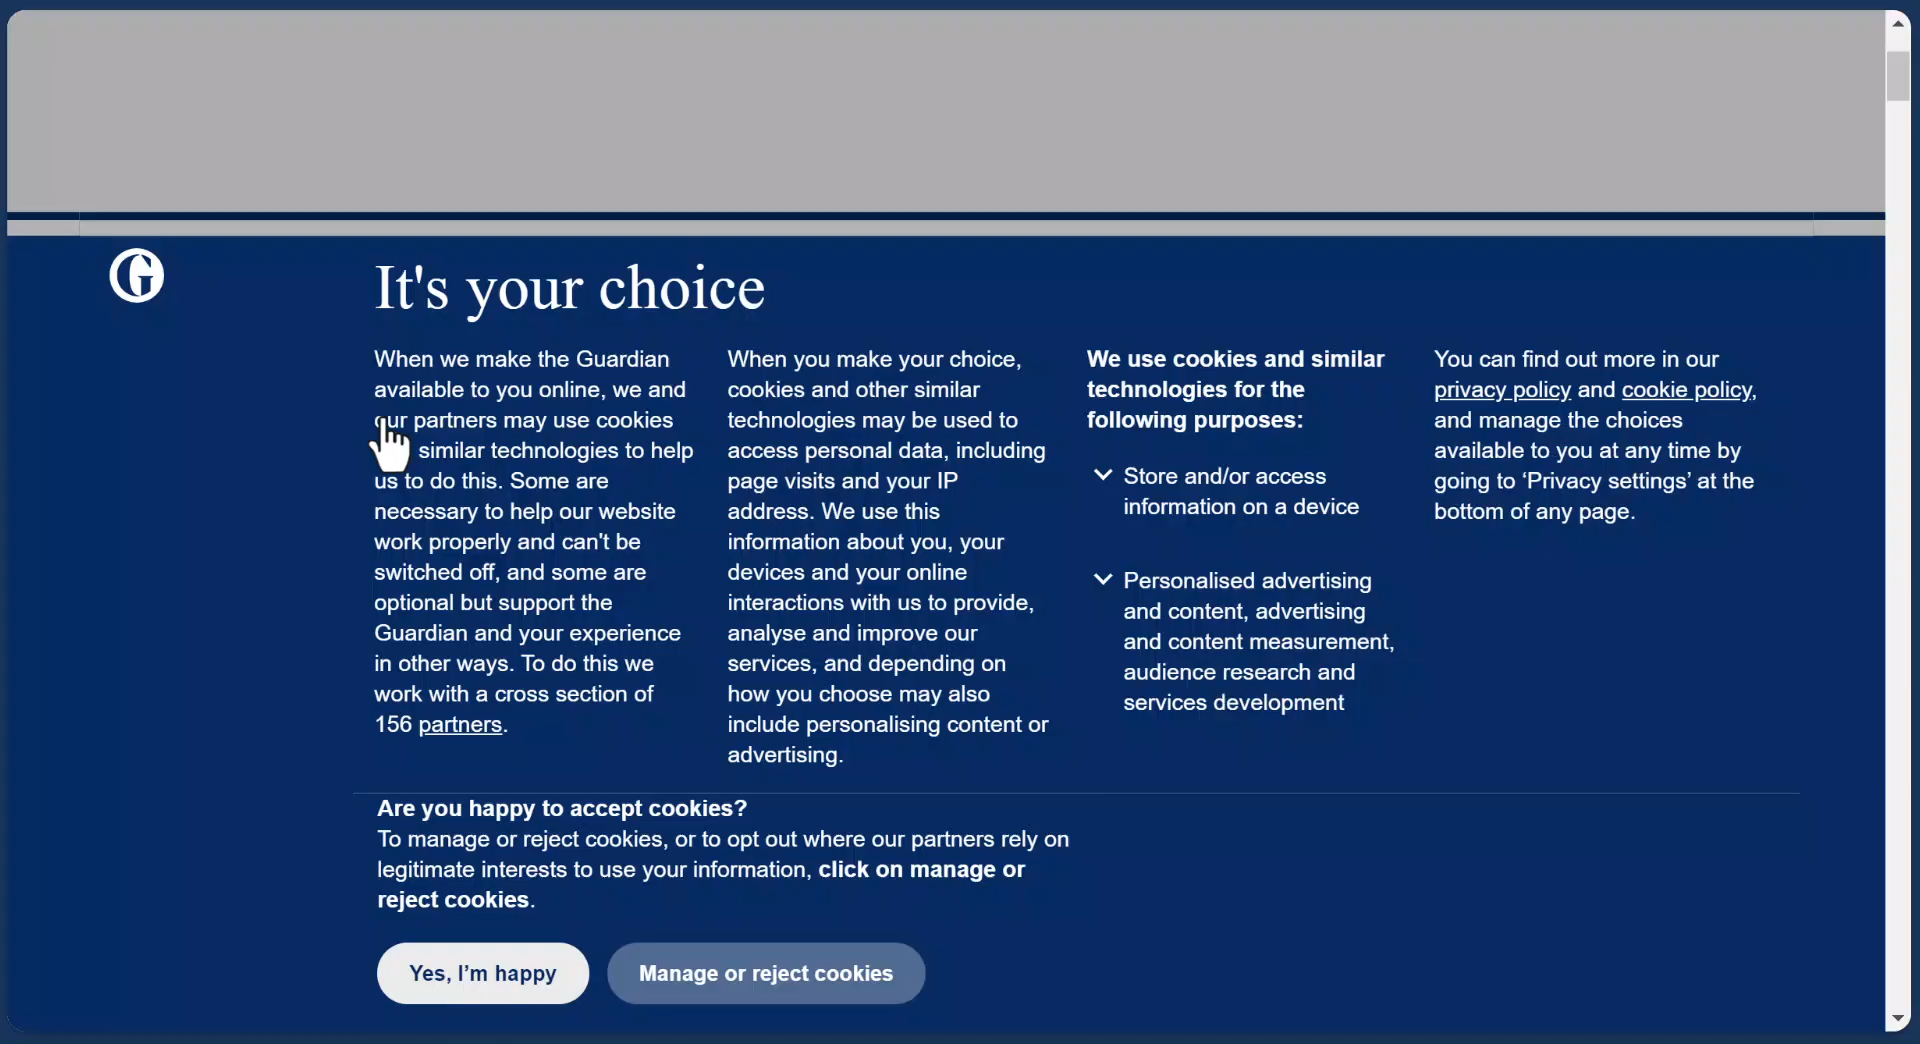 It's your choice
When we make the Guardian
available to you online, we and
our partners may use cookies
similar technologies to help
us to do this. Some are
necessary to help our website
work properly and can't be
switched off, and some are
optional but support the
Guardian and your experience
in other ways. To do this we
work with a cross section of
156 partners.
When you make your choice,
cookies and other similar
technologies may be used to
access personal data, including
page visits and your IP
address. We use this
information about you, your
devices and your online
interactions with us to provide,
analyse and improve our
services, and depending on
how you choose may also
include personalising content or
advertising.
We use cookies and similar
technologies for the
following purposes:
Store and/or access
information on a device
Personalised advertising
and content, advertising
and content measurement,
audience research and
services development
You can find out more in our
privacy policy and cookie policy,
and manage the choices
available to you at any time by
going to ‘Privacy settings’ at the
bottom of any page.
Are you happy to accept cookies?
To manage or reject cookies, or to opt out where our partners rely on
legitimate interests to use your information, click on manage or
reject cookies.
Yes, I’m happy
Manage or reject cookies